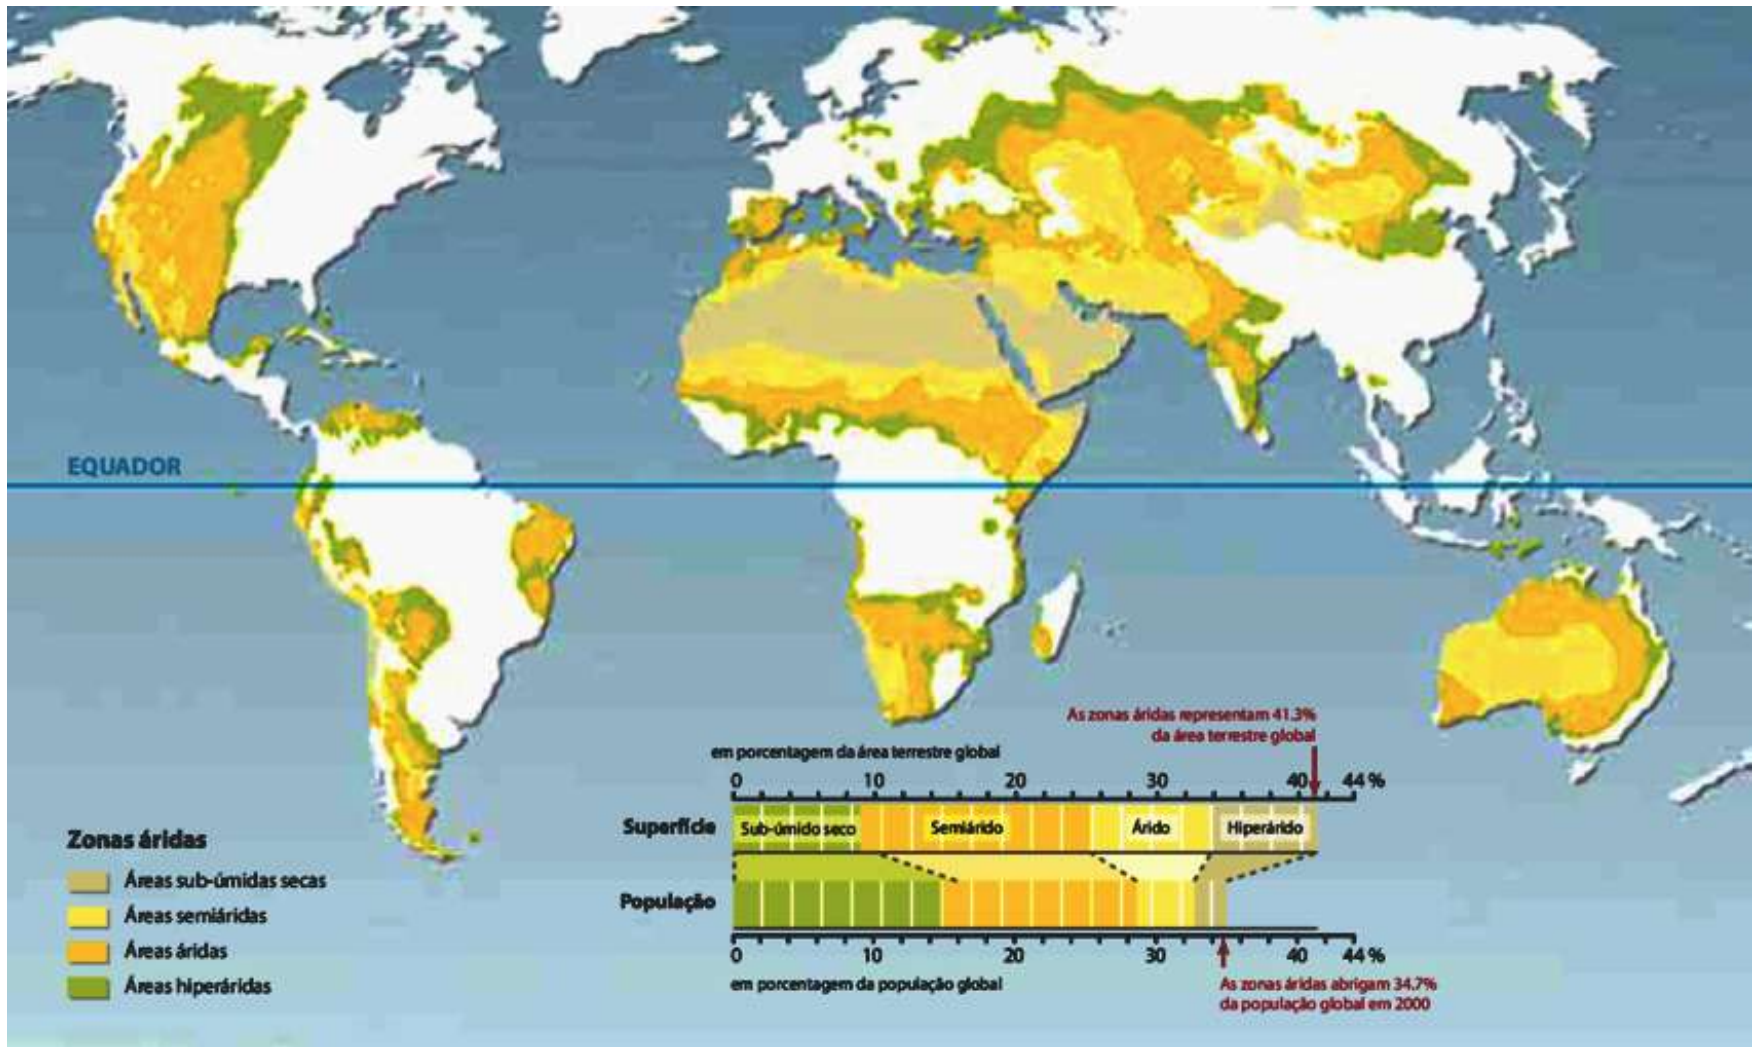 EQUADOR
As zonas áridas representam 41.3%
da área terrestre global
em porcentagem da área terrestre global
0 10 20 30 40 44 %
Superfície Sub-úmido seco Semiárido Árido Hiperárido
População
0 10 20 30 40 44 %
em porcentagem da população global
As zonas áridas abrigam 34.7%
da população global em 2000
Zonas áridas
Áreas sub-úmidas secas
Áreas semiáridas
Áreas áridas
Áreas hiperáridas